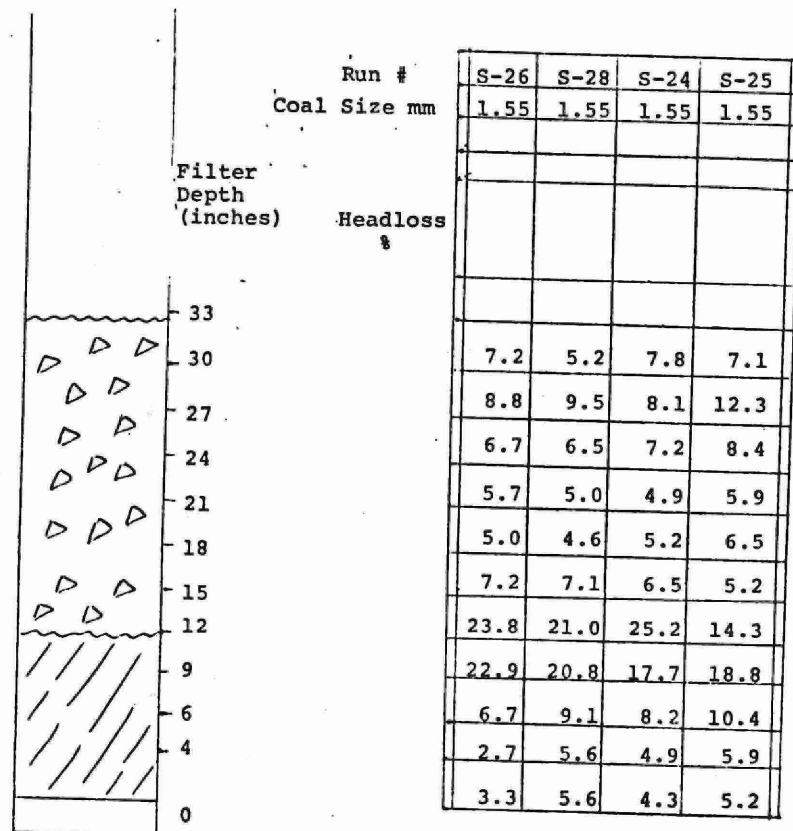 Run # S-26 S-28 S-24 S-25
Coal Size mm 1.55 1.55 1.55 1.55
Filter
Depth
(inches) Headloss
%
33
30 7.2 5.2 7.8 7.1
27 8.8 9.5 8.1 12.3
24 6.7 6.5 7.2 8.4
21 5.7 5.0 4.9 5.9
18 5.0 4.6 5.2 6.5
15 7.2 7.1 6.5 5.2
12 23.8 21.0 25.2 14.3
9 22.9 20.8 17.7 18.8
6 6.7 9.1 8.2 10.4
4 2.7 5.6 4.9 5.9
0 3.3 5.6 4.3 5.2